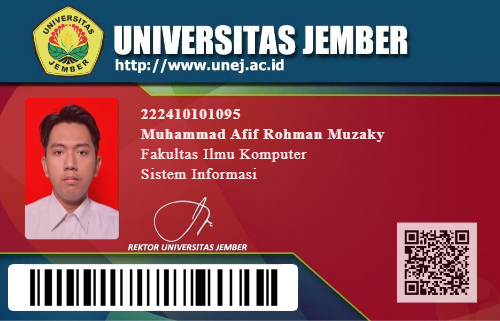 UNIVERSITAS
JEMBER
UNIVERSITAS JEMBER
http://www.unej.ac.id
222410101095
Muhammad Afif Rohman Muzaky
Fakultas Ilmu Komputer
Sistem Informasi
REKTOR UNIVERSITAS JEMBER